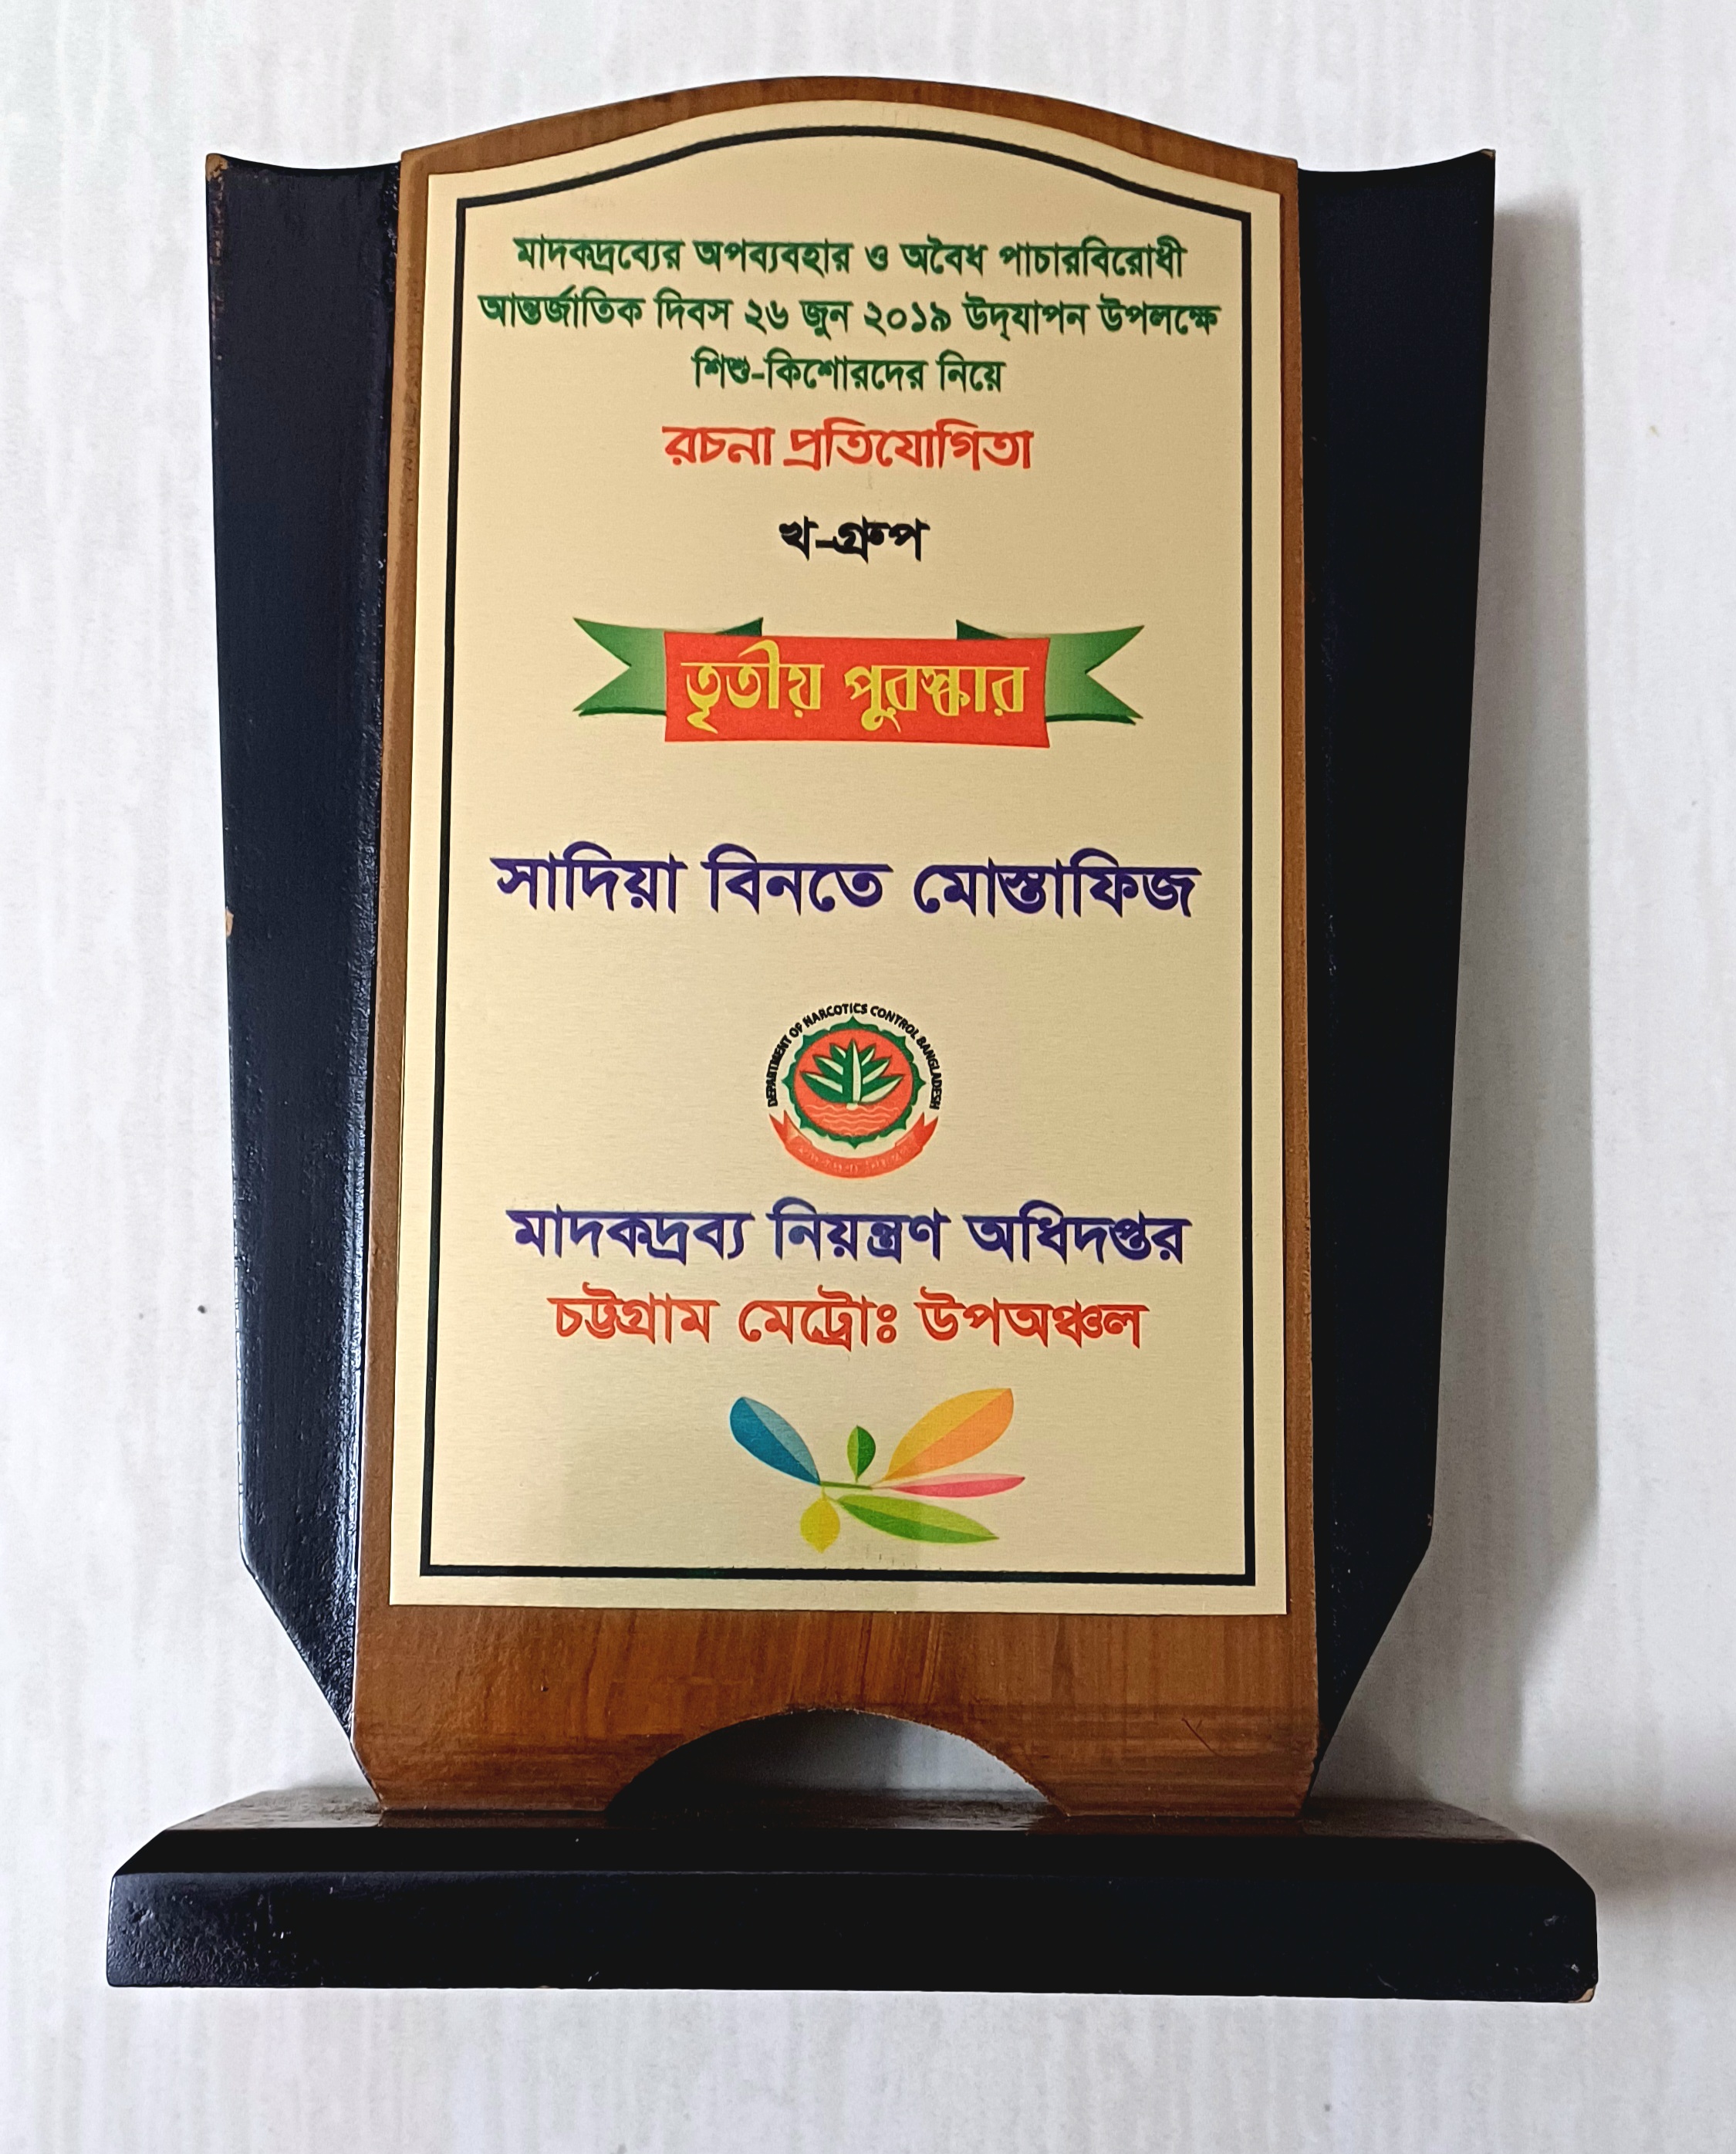 মাদকদ্রব্যের অপব্যবহার ও অবৈধ পাচারবিরোধী
আন্তর্জাতিক দিবস ২৬ জুন ২০১৯ উদ্‌যাপন উপলক্ষে
শিশু-কিশোরদের নিয়ে
রচনা প্রতিযোগিতা
খ-গ্রুপ
তৃতীয় পুরস্কার
সাদিয়া বিনতে মোস্তাফিজ
DEPARTMENT OF NARCOTICS CONTROL BANGLADESH
মাদকদ্রব্য নিয়ন্ত্রণ অধিদপ্তর
চট্টগ্রাম মেট্রোঃ উপঅঞ্চল